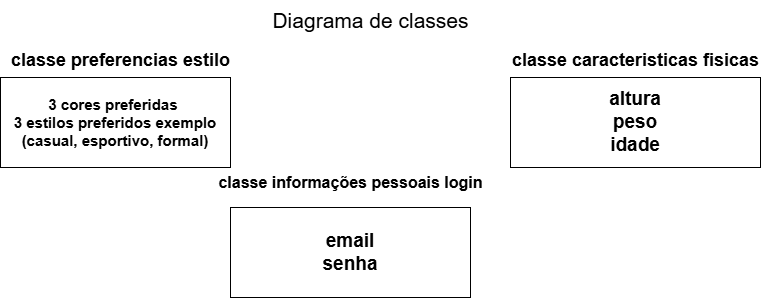 Diagrama de classes
classe preferencias estilo
3 cores preferidas
3 estilos preferidos exemplo
(casual, esportivo, formal)
classe caracteristicas fisicas
altura
peso
idade
classe informações pessoais login
email
senha